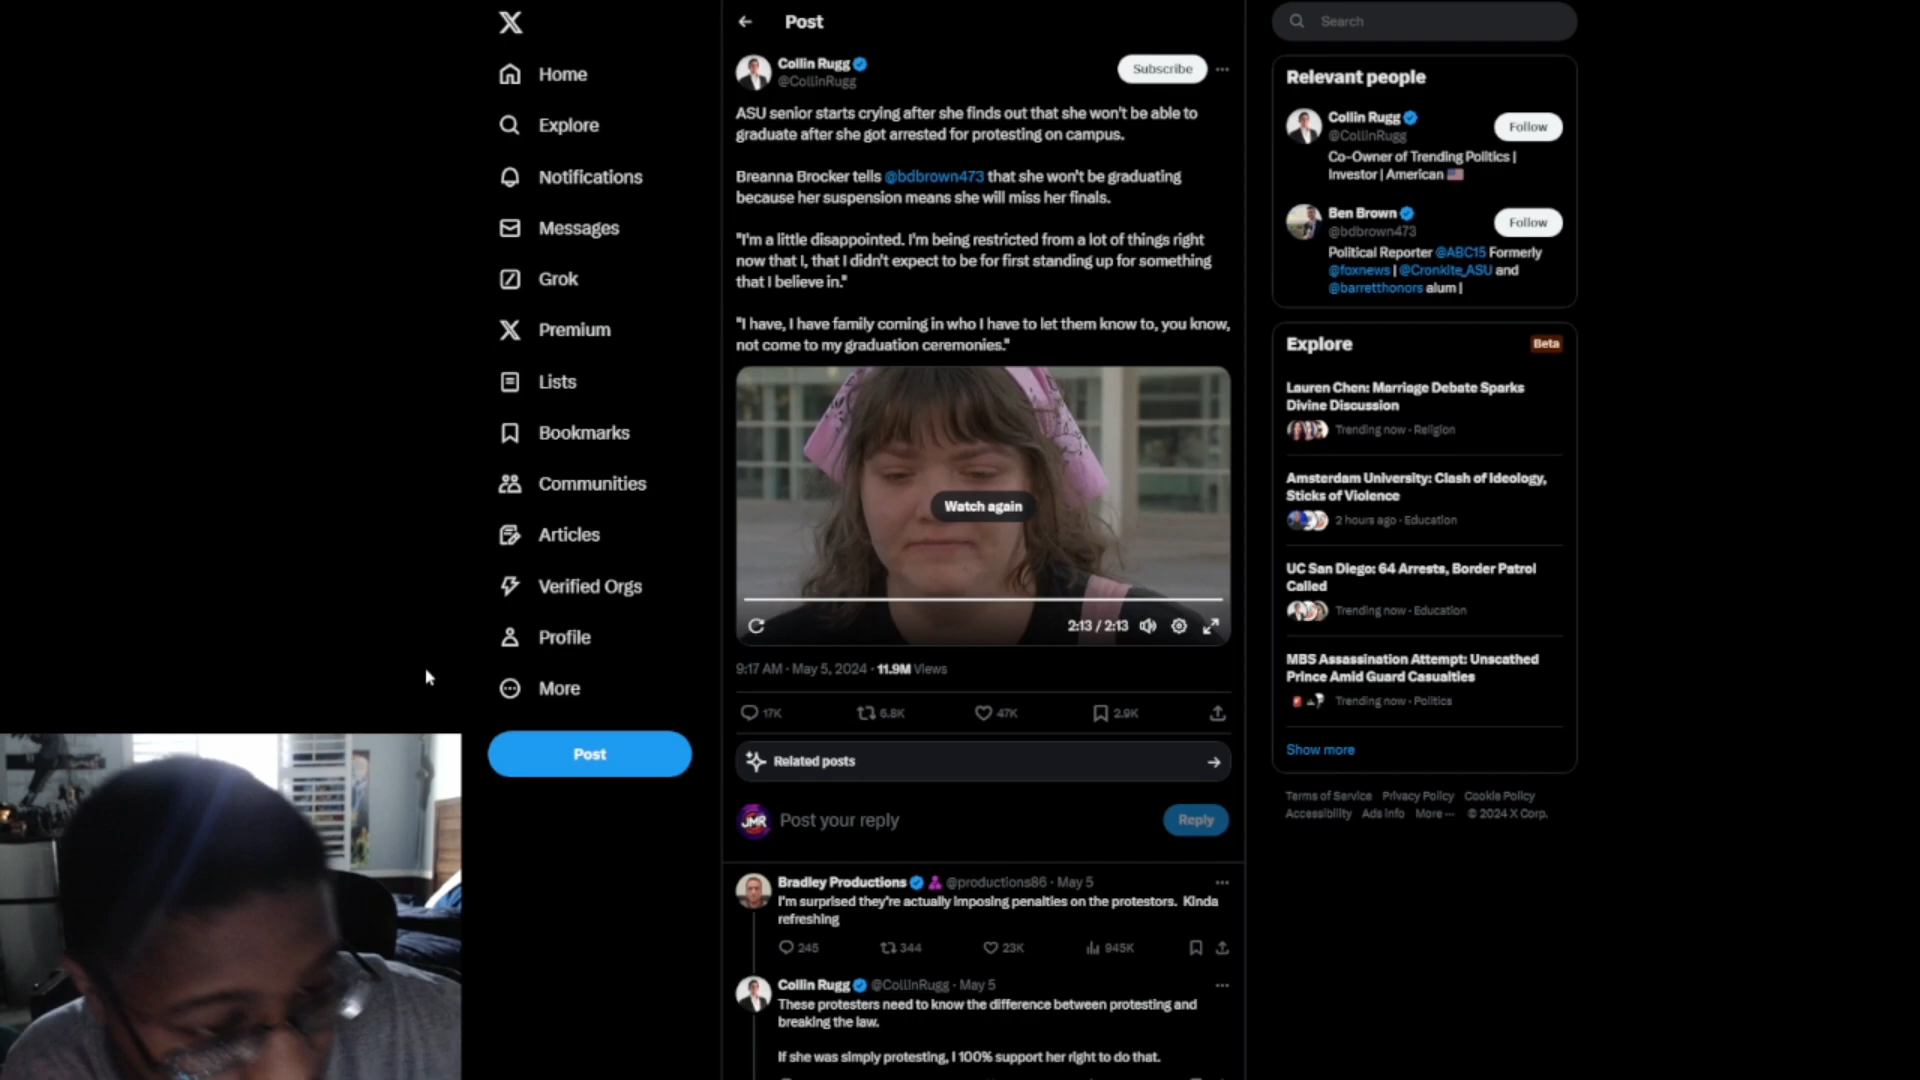 Home
Explore
Notifications
Messages
Grok
Premium
Lists
Bookmarks
Communities
Articles
Verified Orgs
Profile
More
Post
Post
Collin Rugg
@CollinRugg
Subscribe
ASU senior starts crying after she finds out that she won't be able to
graduate after she got arrested for protesting on campus.
Breanna Brocker tells @bdbrown473 that she won't be graduating
because her suspension means she will miss her finals.
"I'm a little disappointed. I'm being restricted from a lot of things right
now that I, that I didn't expect to be for first standing up for something
that I believe in."
"I have, I have family coming in who I have to let them know to, you know,
not come to my graduation ceremonies."
Watch again
2:13 / 2:13
9:17 AM · May 5, 2024 · 11.9M Views
17K 6.8K 47K 2.9K
Related posts
JMR
Post your reply
Reply
Bradley Productions @productions86 · May 5
I'm surprised they're actually imposing penalties on the protestors. Kinda
refreshing
245 344 23K 945K
Collin Rugg @CollinRugg · May 5
These protesters need to know the difference between protesting and
breaking the law.
If she was simply protesting, I 100% support her right to do that.
Search
Relevant people
Collin Rugg
@CollinRugg
Follow
Co-Owner of Trending Politics |
Investor | American
Ben Brown
@bdbrown473
Follow
Political Reporter @ABC15 Formerly
@foxnews | @Cronkite_ASU and
@barretthonors alum |
Explore
Beta
Lauren Chen: Marriage Debate Sparks
Divine Discussion
Trending now · Religion
Amsterdam University: Clash of Ideology,
Sticks of Violence
2 hours ago · Education
UC San Diego: 64 Arrests, Border Patrol
Called
Trending now · Education
MBS Assassination Attempt: Unscathed
Prince Amid Guard Casualties
Trending now · Politics
Show more
Terms of Service Privacy Policy Cookie Policy
Accessibility Ads info More ··· © 2024 X Corp.